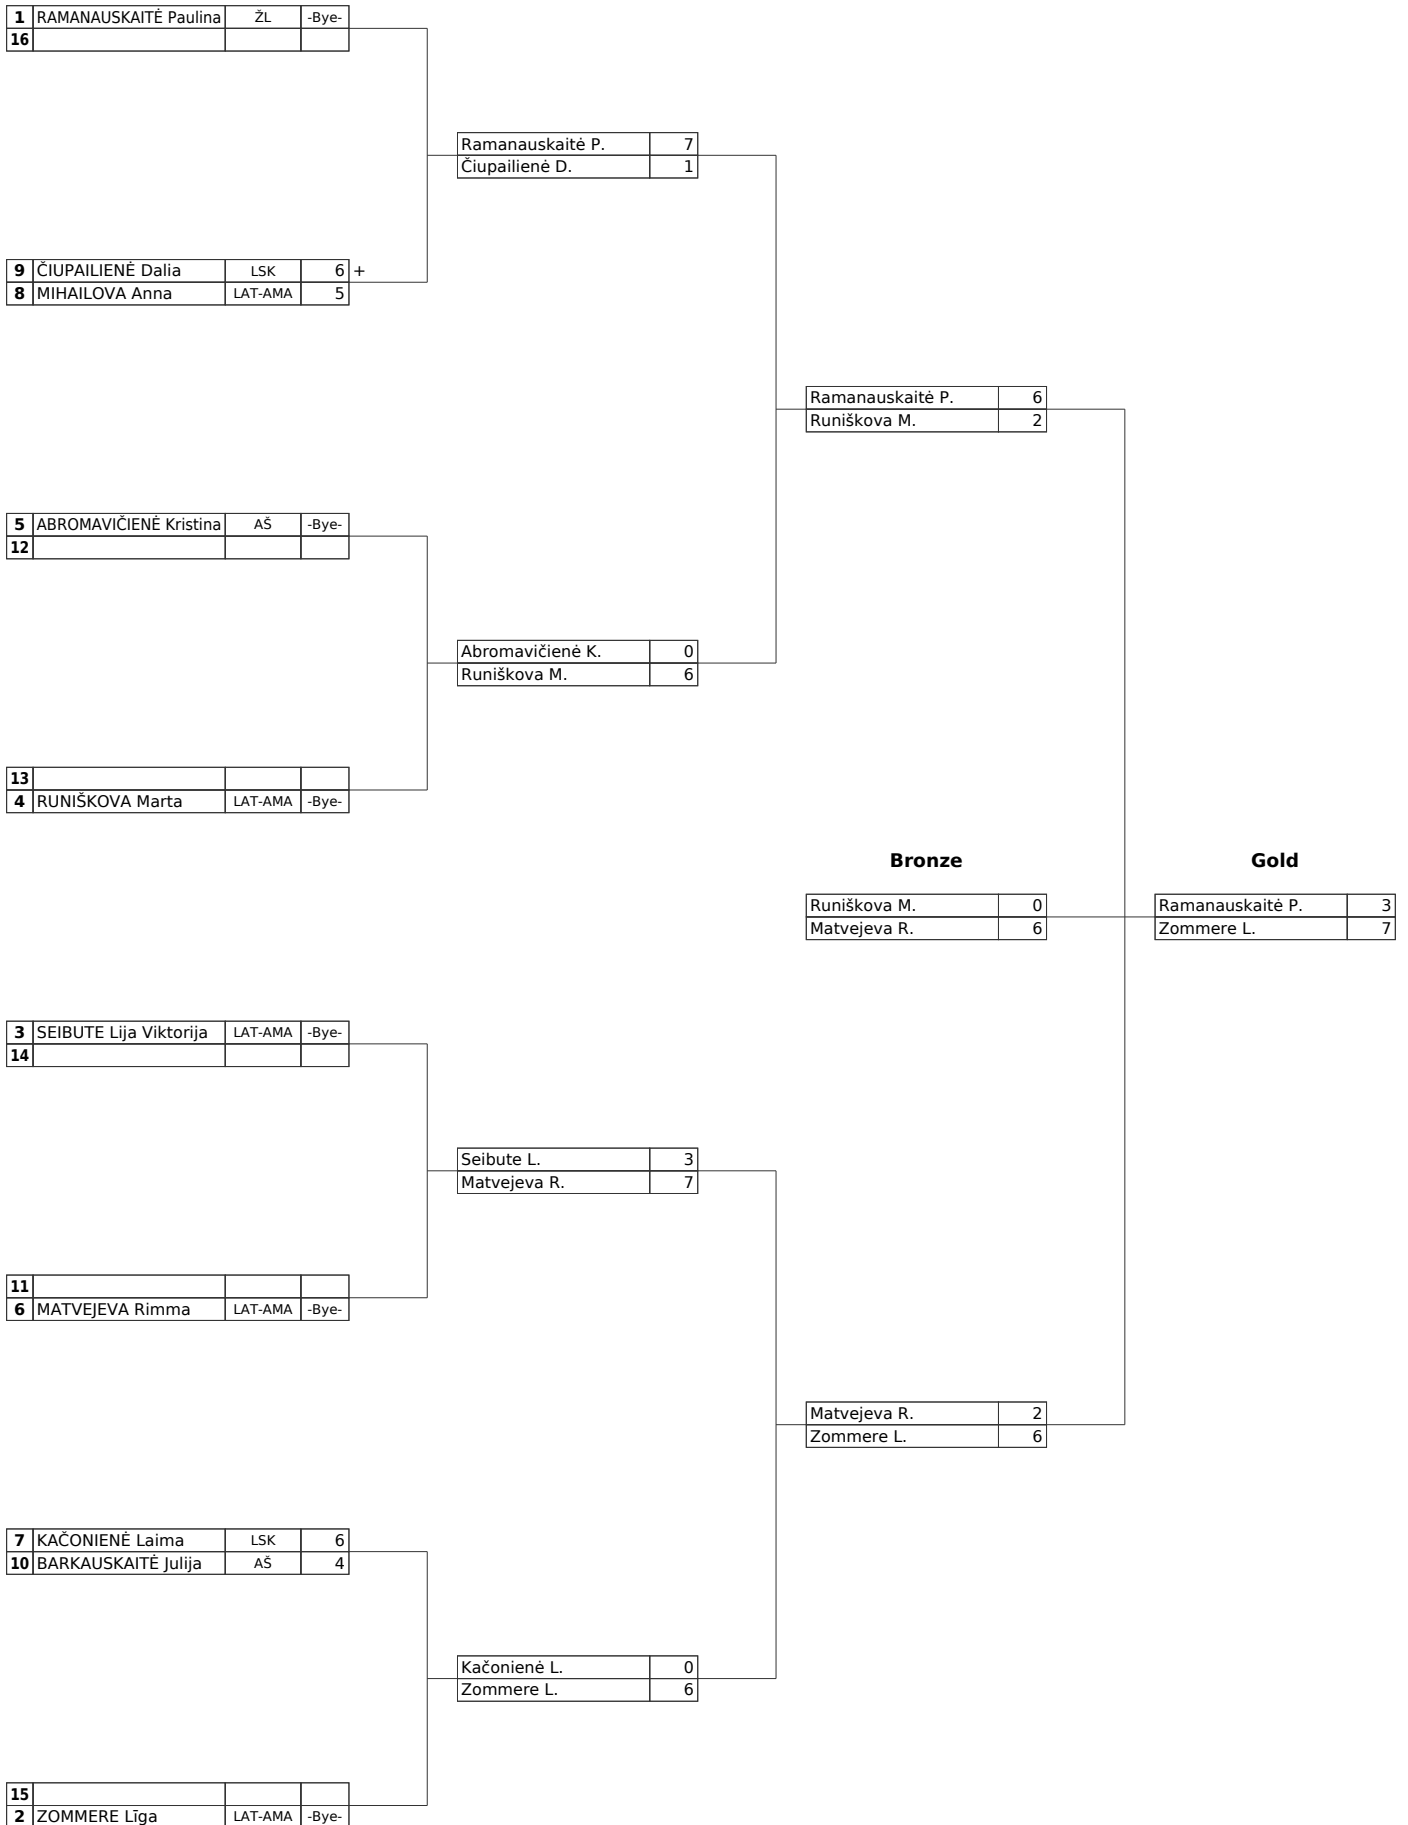 1 RAMANAUSKAITĖ Paulina ŽL -Bye-
16
Ramanauskaitė P. 7
Čiupailienė D. 1
9 ČIUPAILIENĖ Dalia LSK 6 +
8 MIHAILOVA Anna LAT-AMA 5
Ramanauskaitė P. 6
Runiškova M. 2
5 ABROMAVIČIENĖ Kristina AŠ -Bye-
12
Abromavičienė K. 0
Runiškova M. 6
13
4 RUNIŠKOVA Marta LAT-AMA -Bye-
Bronze Gold
Runiškova M. 0 Ramanauskaitė P. 3
Matvejeva R. 6 Zommere L. 7
3 SEIBUTE Lija Viktorija LAT-AMA -Bye-
14
Seibute L. 3
Matvejeva R. 7
11
6 MATVEJEVA Rimma LAT-AMA -Bye-
Matvejeva R. 2
Zommere L. 6
7 KAČONIENĖ Laima LSK 6
10 BARKAUSKAITĖ Julija AŠ 4
Kačonienė L. 0
Zommere L. 6
15
2 ZOMMERE Līga LAT-AMA -Bye-